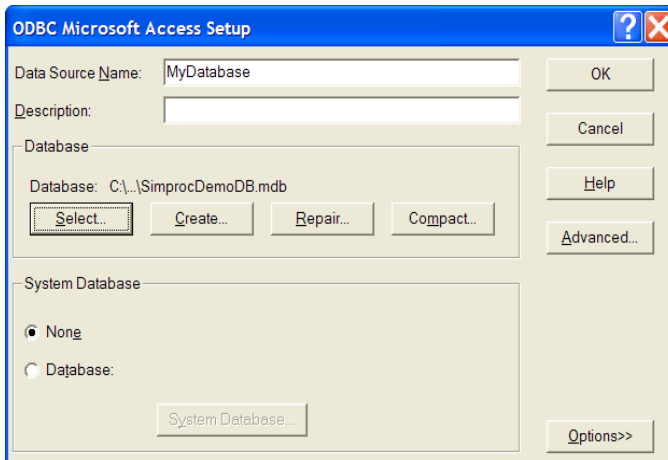 ODBC Microsoft Access Setup
Data Source Name: MyDatabase
OK
Description:
Cancel
Database
Database: C:\...\SimprocDemoDB.mdb
Help
Select... Create... Repair... Compact...
Advanced...
System Database
None
Database:
System Database...
Options>>